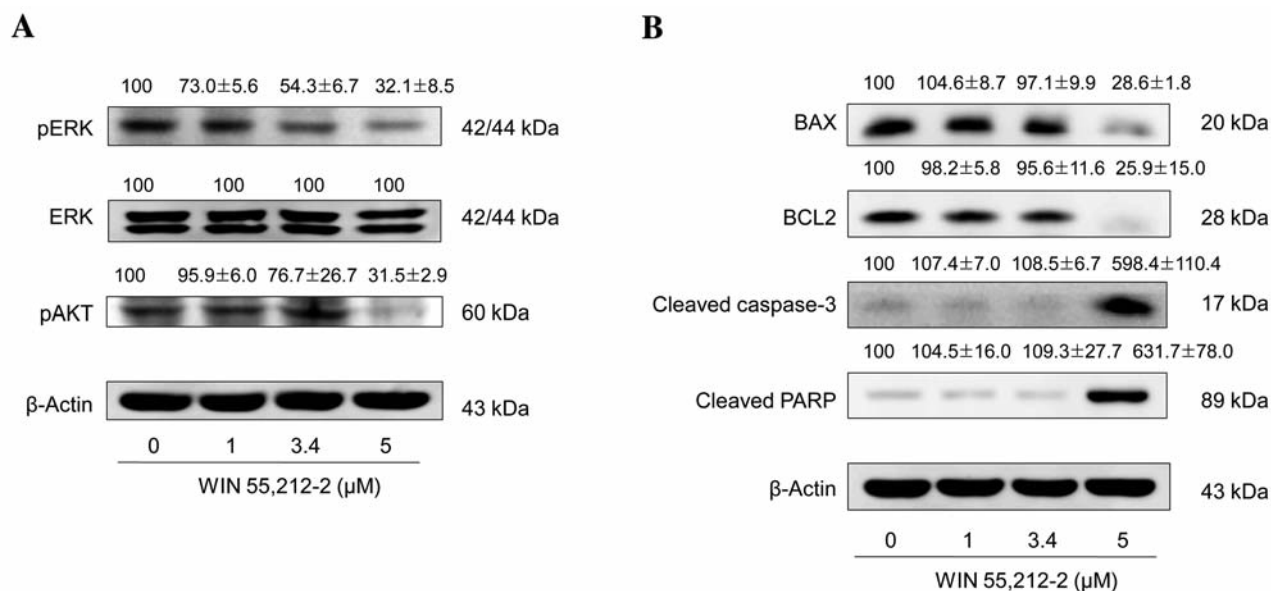 A
100 73.0±5.6 54.3±6.7 32.1±8.5
pERK 42/44 kDa
100 100 100 100
ERK 42/44 kDa
100 95.9±6.0 76.7±26.7 31.5±2.9
pAKT 60 kDa
β-Actin 43 kDa
0 1 3.4 5
WIN 55,212-2 (μM)
B
100 104.6±8.7 97.1±9.9 28.6±1.8
BAX 20 kDa
100 98.2±5.8 95.6±11.6 25.9±15.0
BCL2 28 kDa
100 107.4±7.0 108.5±6.7 598.4±110.4
Cleaved caspase-3 17 kDa
100 104.5±16.0 109.3±27.7 631.7±78.0
Cleaved PARP 89 kDa
β-Actin 43 kDa
0 1 3.4 5
WIN 55,212-2 (μM)